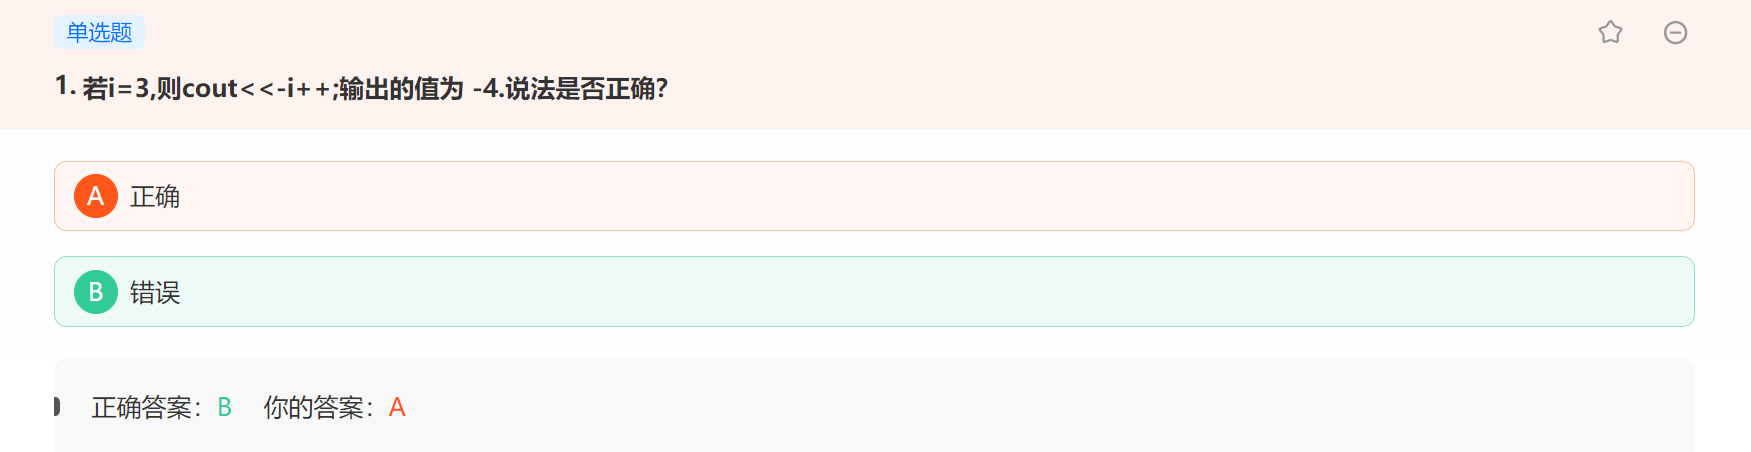 单选题
1. 若i=3,则cout<<-i++;输出的值为 -4.说法是否正确?
A 正确
B 错误
正确答案：B 你的答案：A